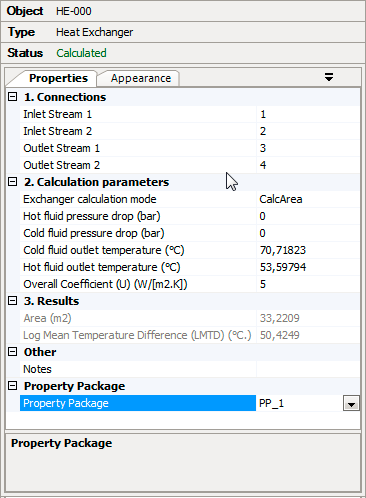 Object HE-000
Type Heat Exchanger
Status Calculated
Properties Appearance
1. Connections
Inlet Stream 1 1
Inlet Stream 2 2
Outlet Stream 1 3
Outlet Stream 2 4
2. Calculation parameters
Exchanger calculation mode CalcArea
Hot fluid pressure drop (bar) 0
Cold fluid pressure drop (bar) 0
Cold fluid outlet temperature (°C) 70,71823
Hot fluid outlet temperature (°C) 53,59794
Overall Coefficient (U) (W/[m2.K]) 5
3. Results
Area (m2) 33,2209
Log Mean Temperature Difference (LMTD) (°C.) 50,4249
Other
Notes
Property Package
Property Package PP_1
Property Package